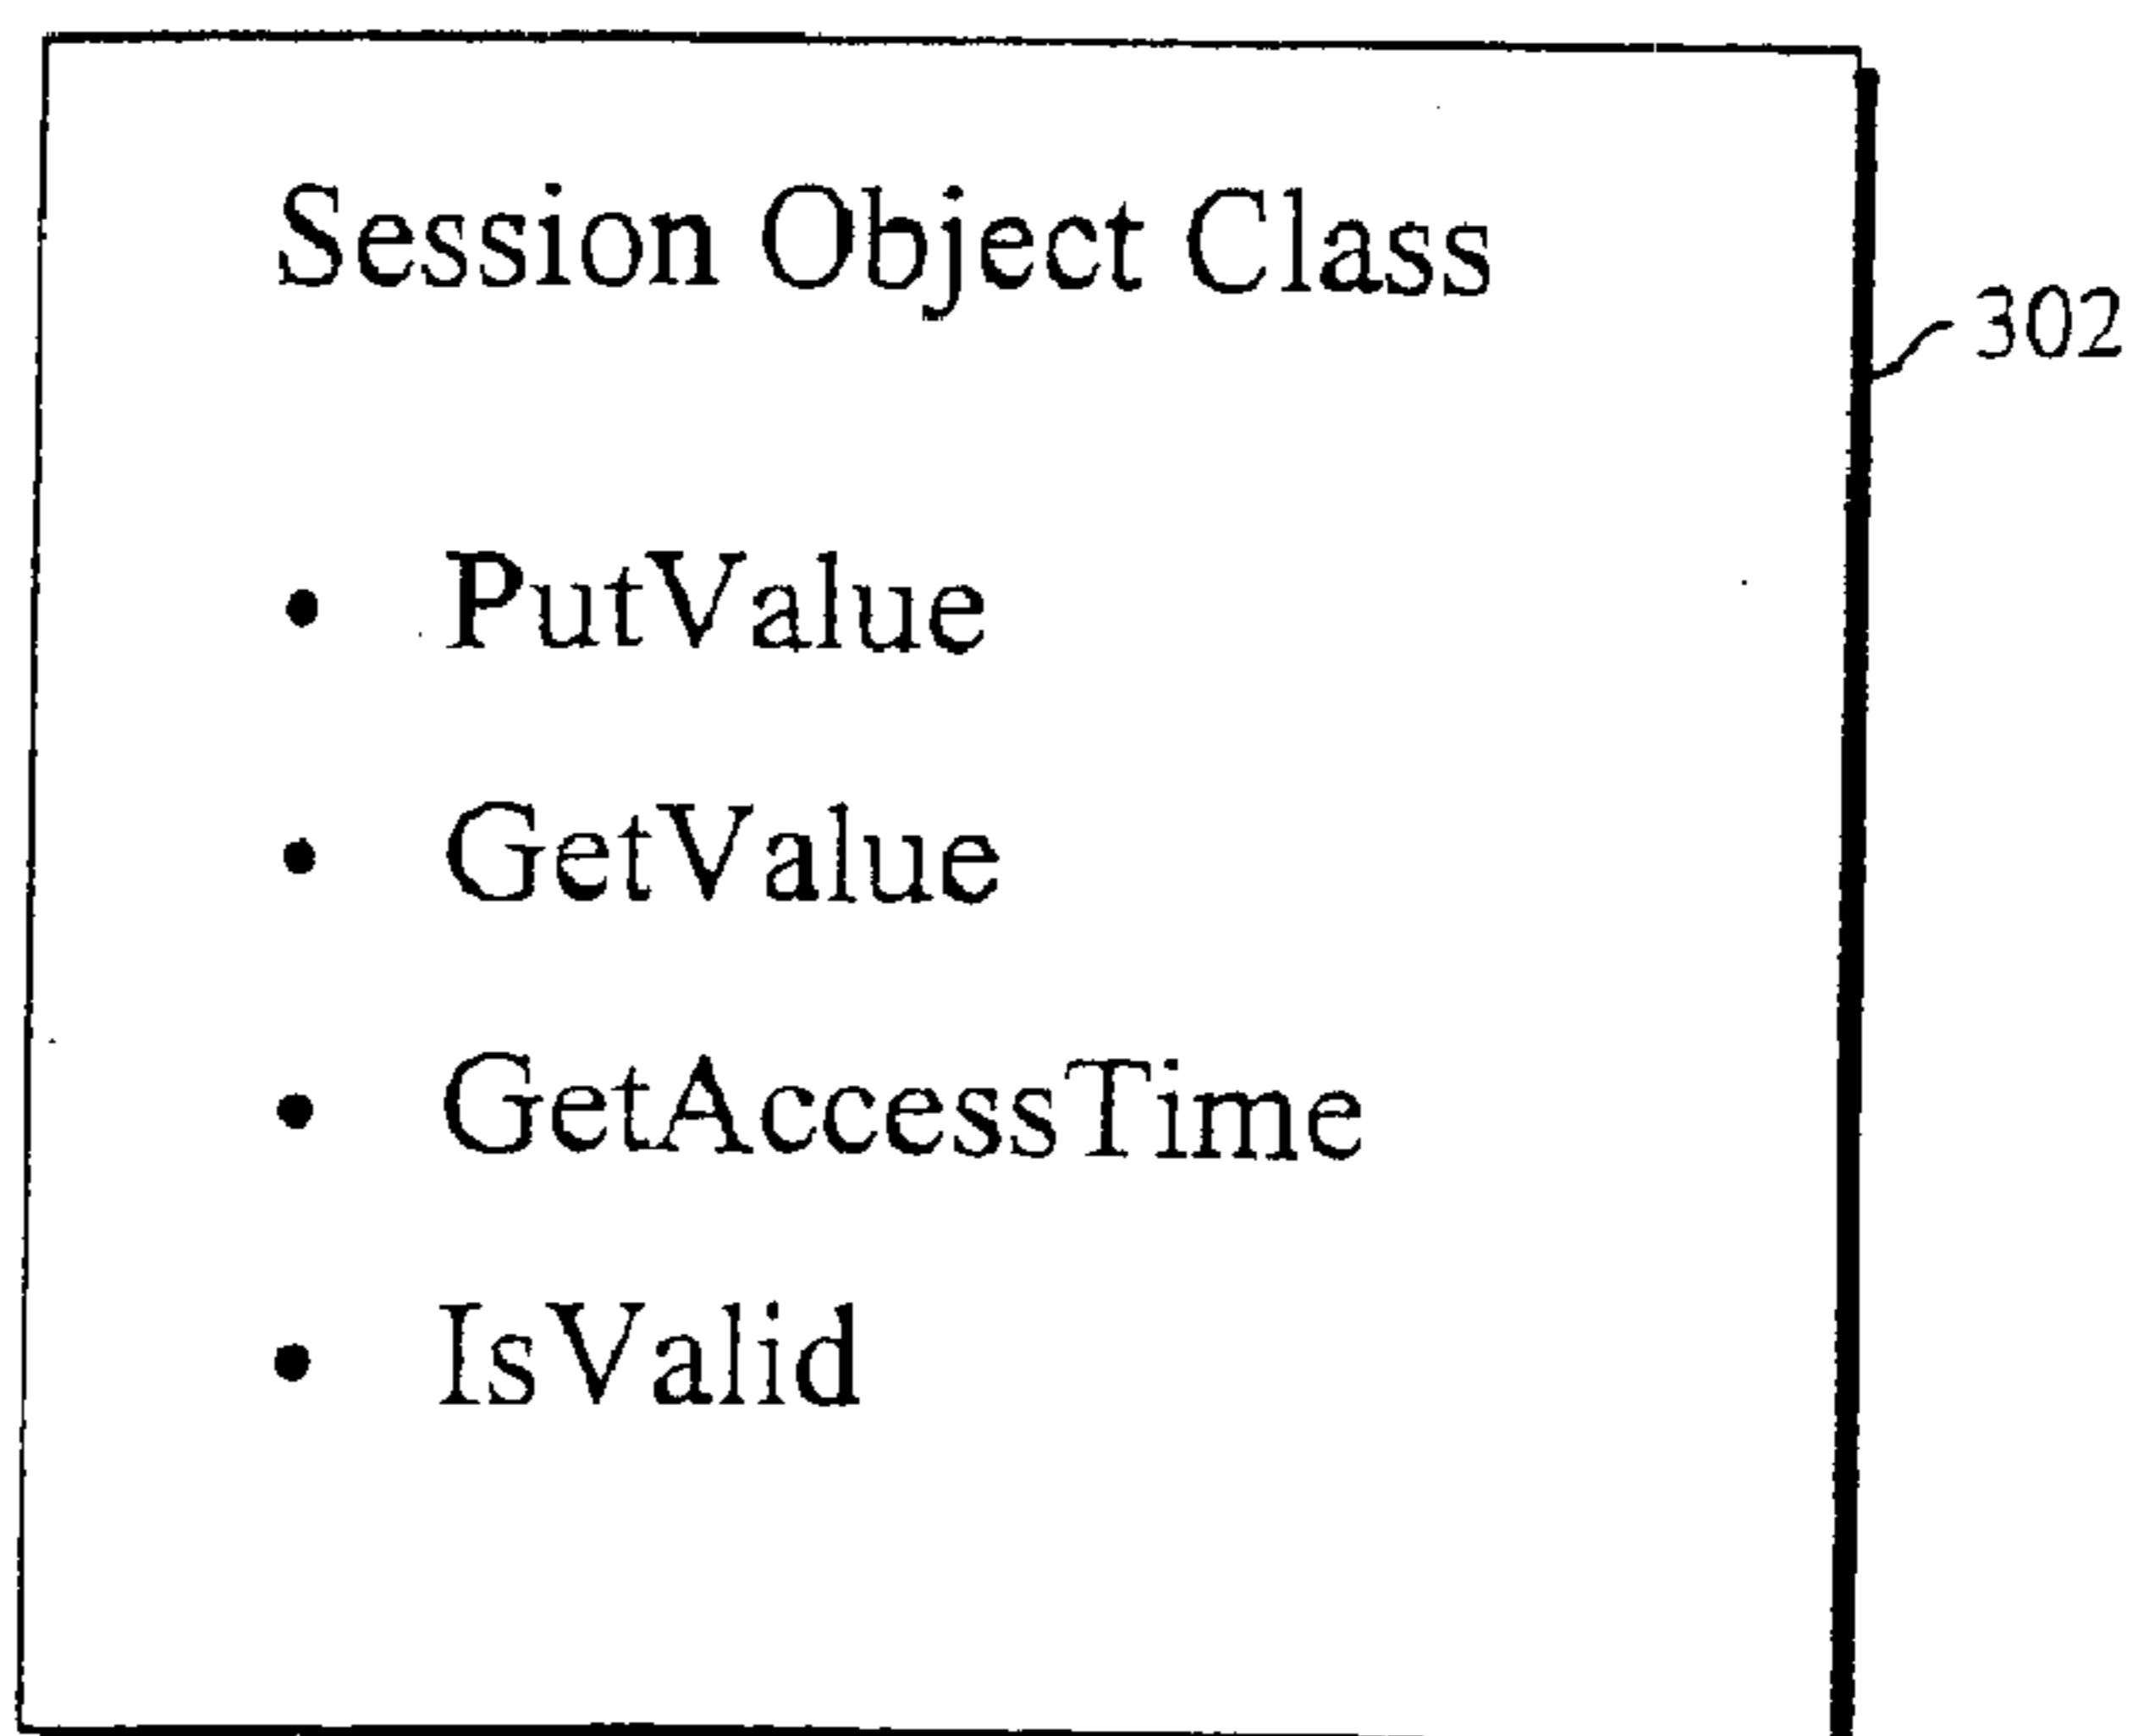 Session Object Class
302
• PutValue
• GetValue
• GetAccessTime
• IsValid